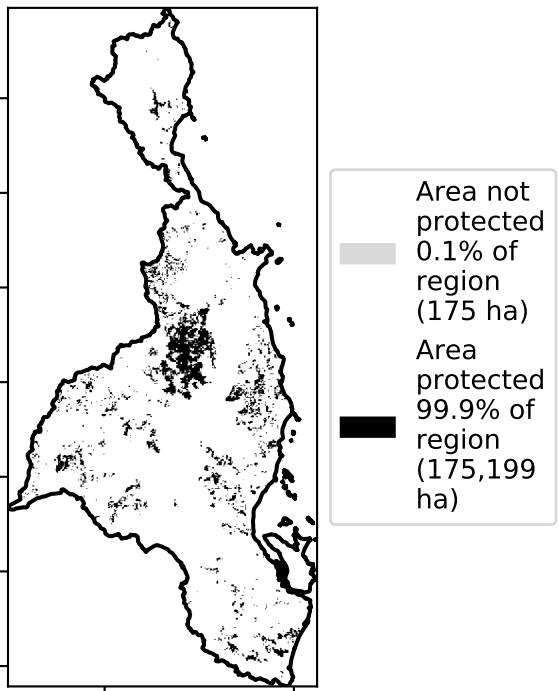 Area not
protected
0.1% of
region
(175 ha)
Area
protected
99.9% of
region
(175,199
ha)